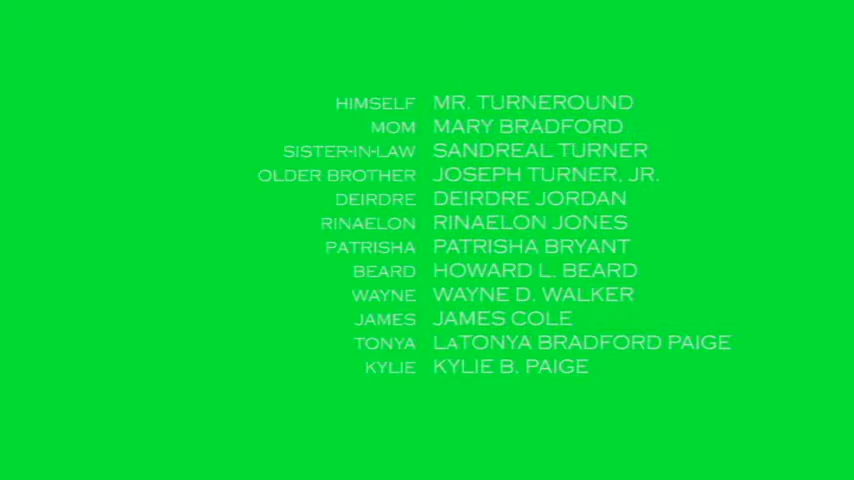 HIMSELF MR. TURNEROUND
MOM MARY BRADFORD
SISTER-IN-LAW SANDREAL TURNER
OLDER BROTHER JOSEPH TURNER, JR.
DEIRDRE DEIRDRE JORDAN
RINAELON RINAELON JONES
PATRISHA PATRISHA BRYANT
BEARD HOWARD L. BEARD
WAYNE WAYNE D. WALKER
JAMES JAMES COLE
TONYA LaTONYA BRADFORD PAIGE
KYLIE KYLIE B. PAIGE